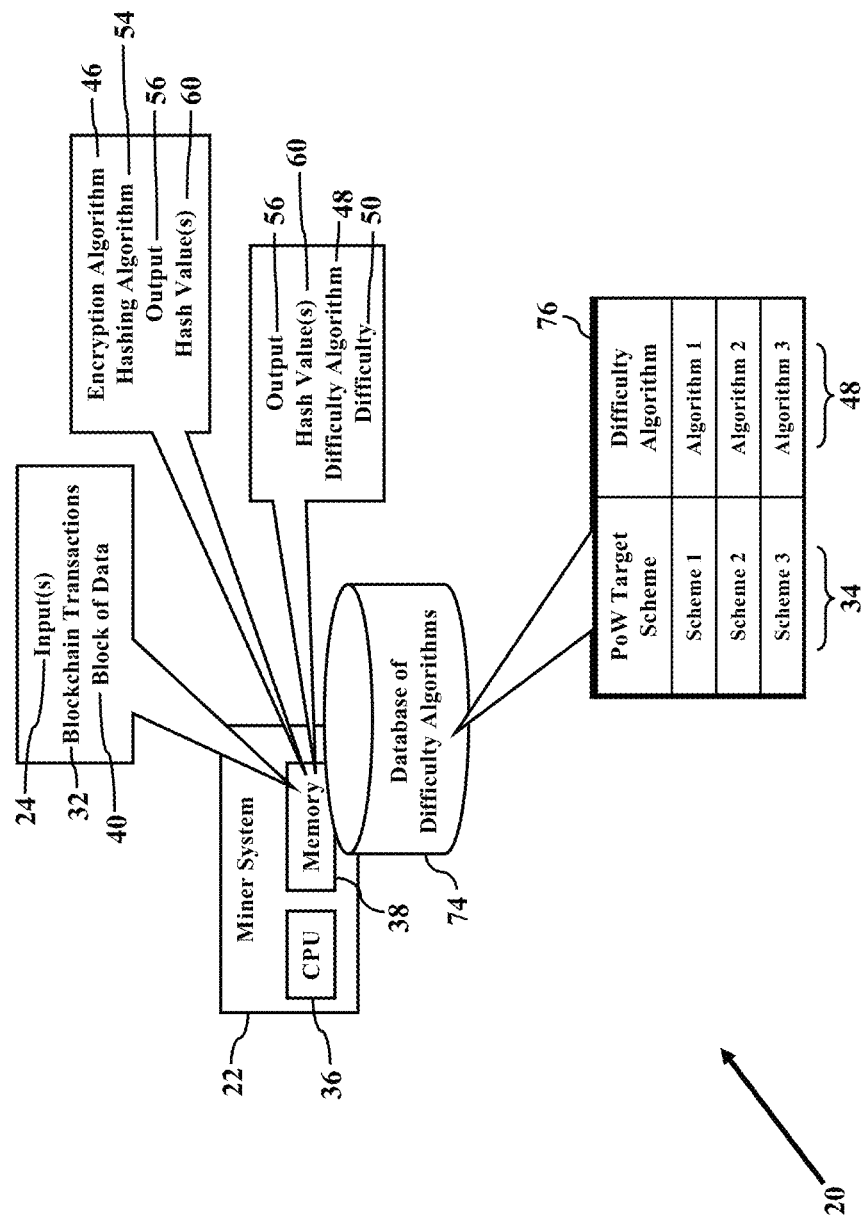 24
Input(s)
32
Blockchain Transactions
40
Block of Data
Encryption Algorithm
46
Hashing Algorithm
54
Output
56
Hash Value(s)
60
Output
56
Hash Value(s)
60
Difficulty Algorithm
48
Difficulty
50
22
Miner System
CPU
36
Memory
38
Database of
Difficulty Algorithms
74
76
PoW Target
Scheme
Difficulty
Algorithm
Scheme 1
Algorithm 1
Scheme 2
Algorithm 2
Scheme 3
Algorithm 3
34
48
20